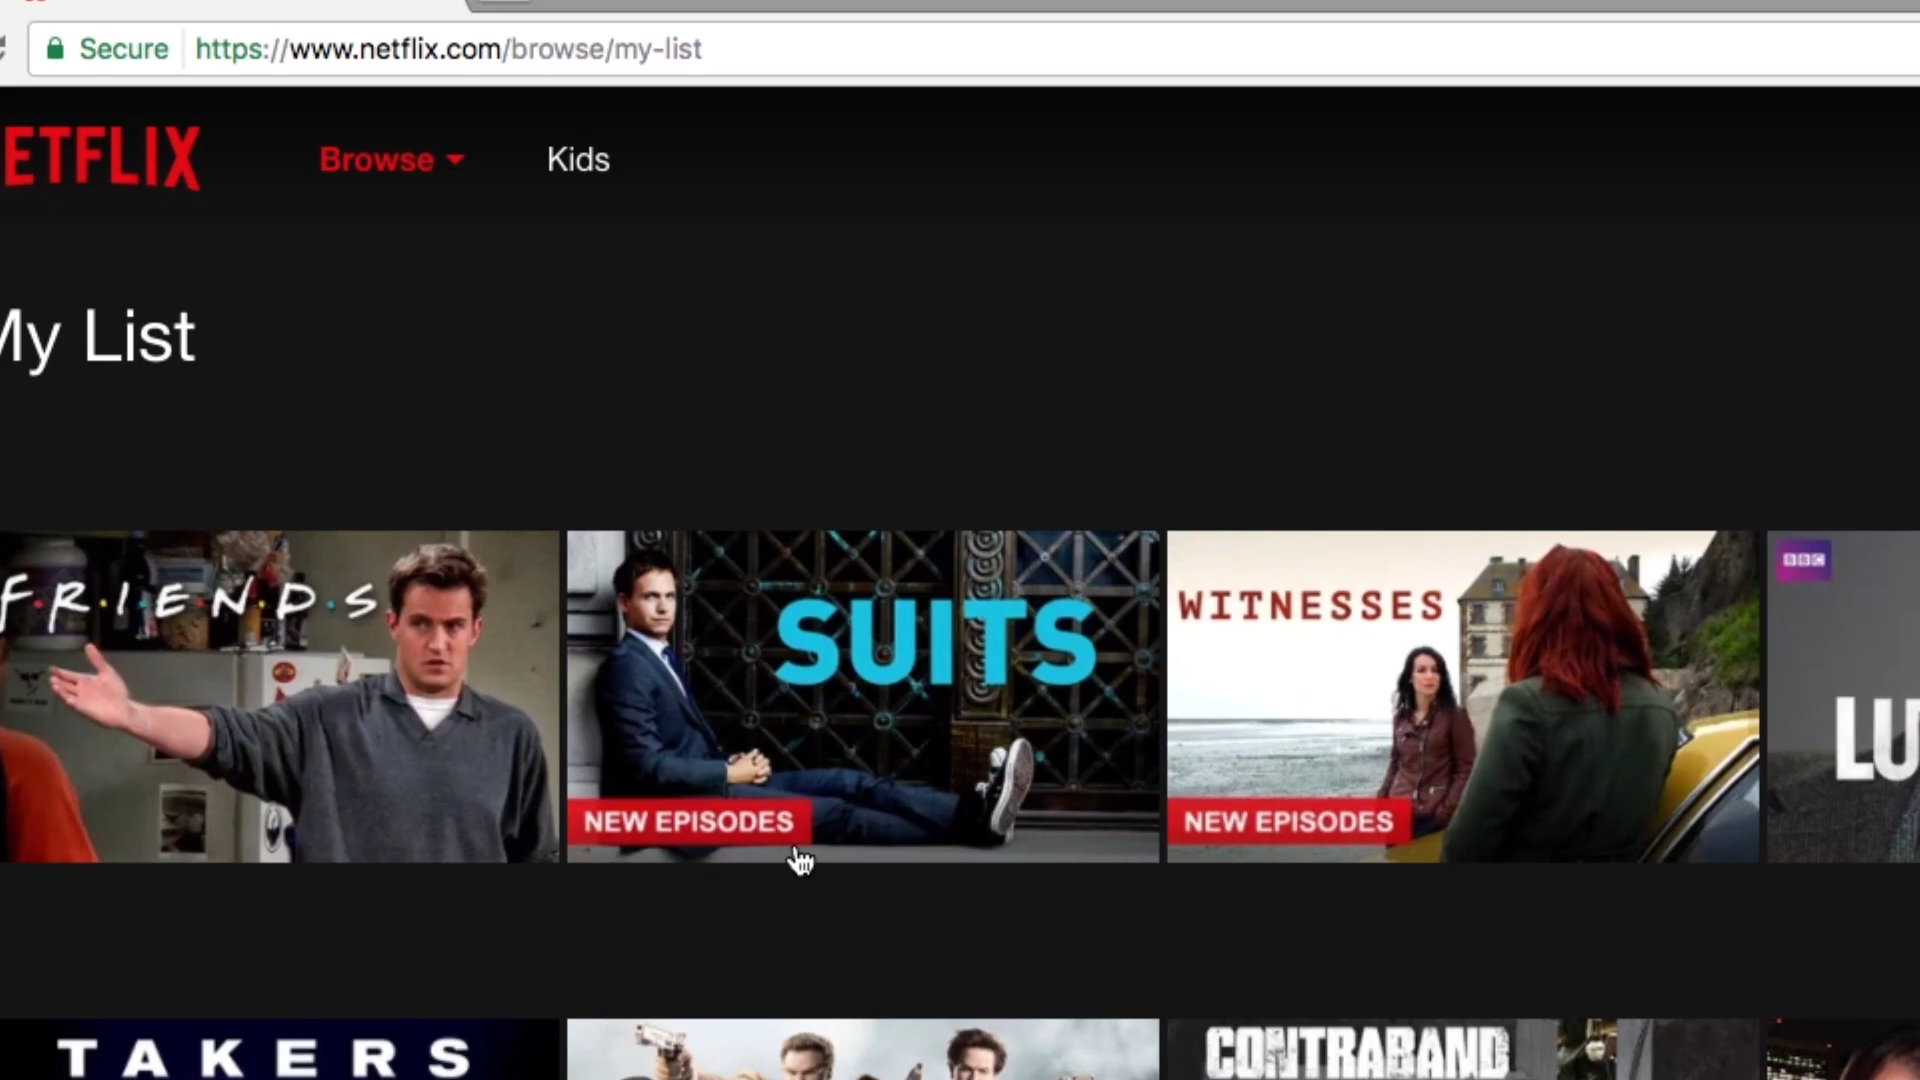 Secure
https://www.netflix.com/browse/my-list
ETFLIX
Browse
Kids
My List
F.R.I.E.N.D.S
SUITS
NEW EPISODES
WITNESSES
NEW EPISODES
BBC
LU
TAKERS
CONTRABAND